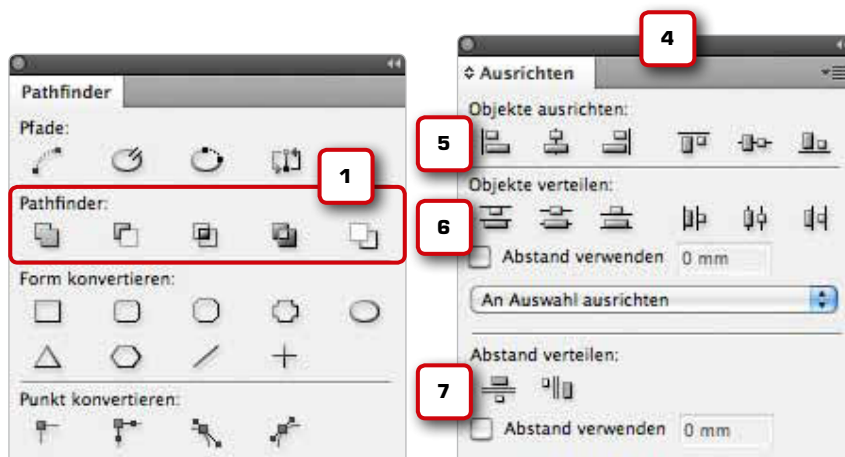 Pathfinder
Pfade:
1
Pathfinder:
Form konvertieren:
Punkt konvertieren:
4
Ausrichten
Objekte ausrichten:
5
Objekte verteilen:
6
Abstand verwenden 0 mm
An Auswahl ausrichten
Abstand verteilen:
7
Abstand verwenden 0 mm